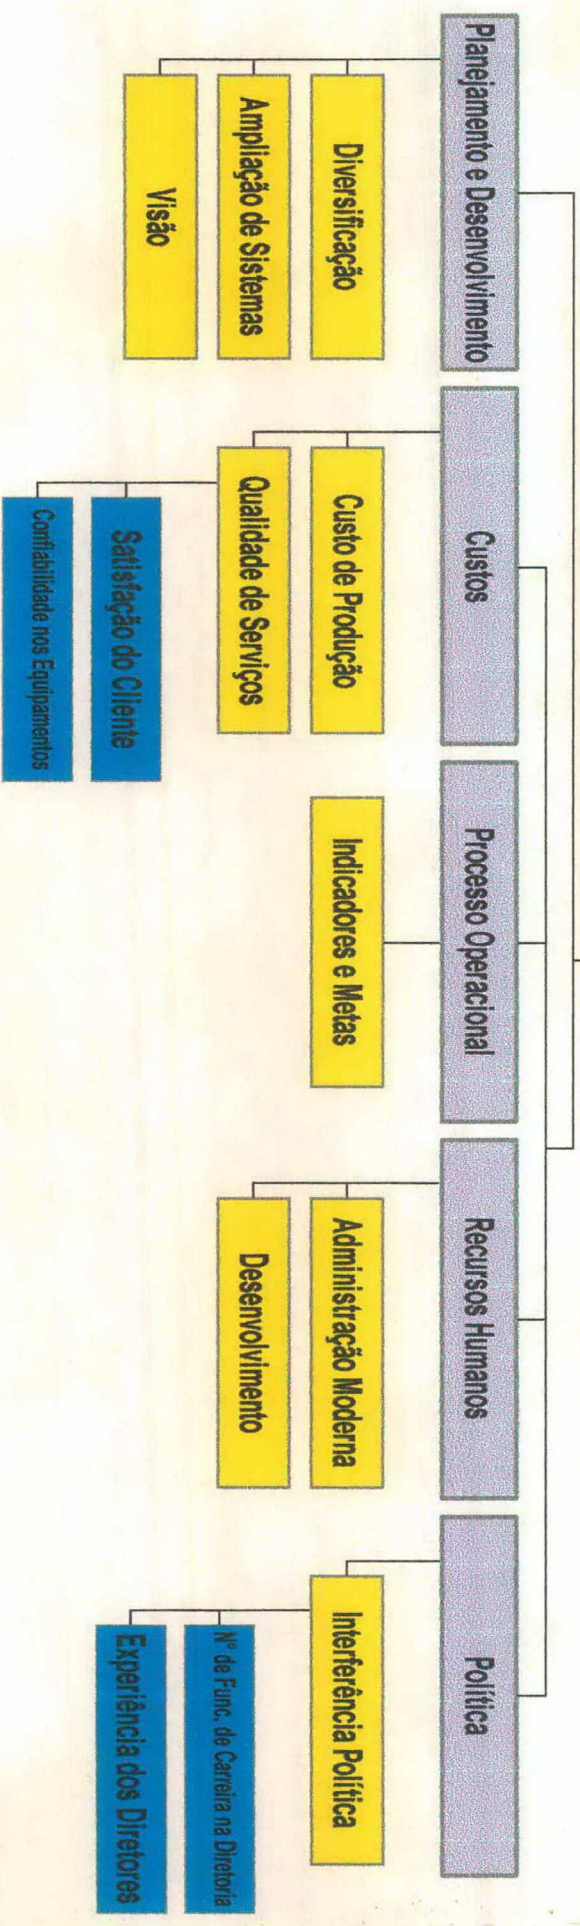 Planejamento e Desenvolvimento
Diversificação
Ampliação de Sistemas
Visão
Custos
Custo de Produção
Qualidade de Serviços
Satisfação do Cliente
Confiabilidade nos Equipamentos
Processo Operacional
Indicadores e Metas
Recursos Humanos
Administração Moderna
Desenvolvimento
Política
Interferência Política
Nº de Func. de Carreira na Diretoria
Experiência dos Diretores